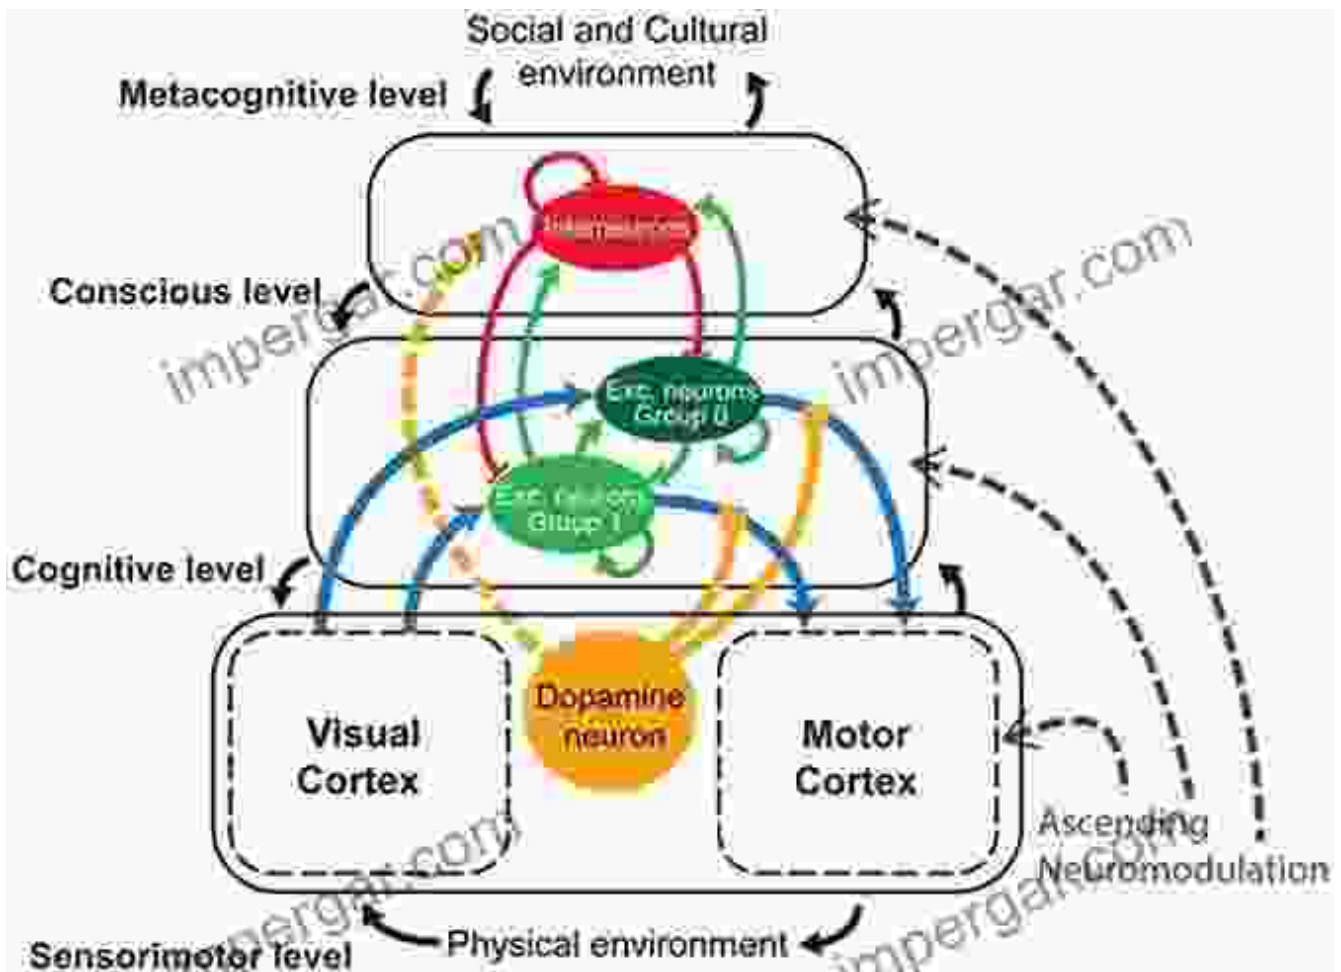 Social and Cultural
environment
Metacognitive level
Conscious level
Exc. neurons
Group 0
Exc. neurons
Group 1
Cognitive level
Dopamine
neuron
Visual
Cortex
Motor
Cortex
Ascending
Neuromodulation
Physical environment
Sensorimotor level
impergar.com
impergar.com
impergar.com
impergar.com